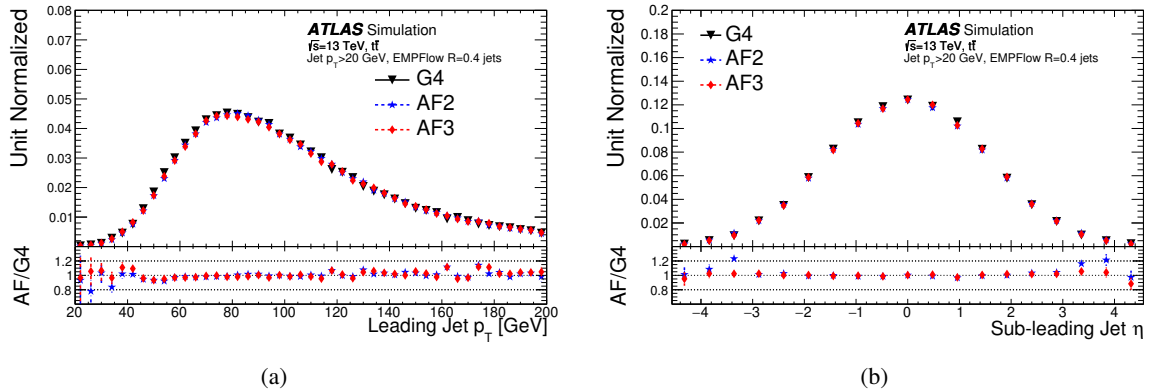 0.08
0.07
0.06
0.05
0.04
0.03
0.02
0.01
Unit Normalized
ATLAS Simulation
√s=13 TeV, tt̄
Jet p_T>20 GeV, EMPFlow R=0.4 jets
G4
AF2
AF3
1.2
1
0.8
AF/G4
20 40 60 80 100 120 140 160 180 200
Leading Jet p_T [GeV]
(a)
0.2
0.18
0.16
0.14
0.12
0.1
0.08
0.06
0.04
0.02
Unit Normalized
ATLAS Simulation
√s=13 TeV, tt̄
Jet p_T>20 GeV, EMPFlow R=0.4 jets
G4
AF2
AF3
1.2
1
0.8
AF/G4
−4 −3 −2 −1 0 1 2 3 4
Sub-leading Jet η
(b)